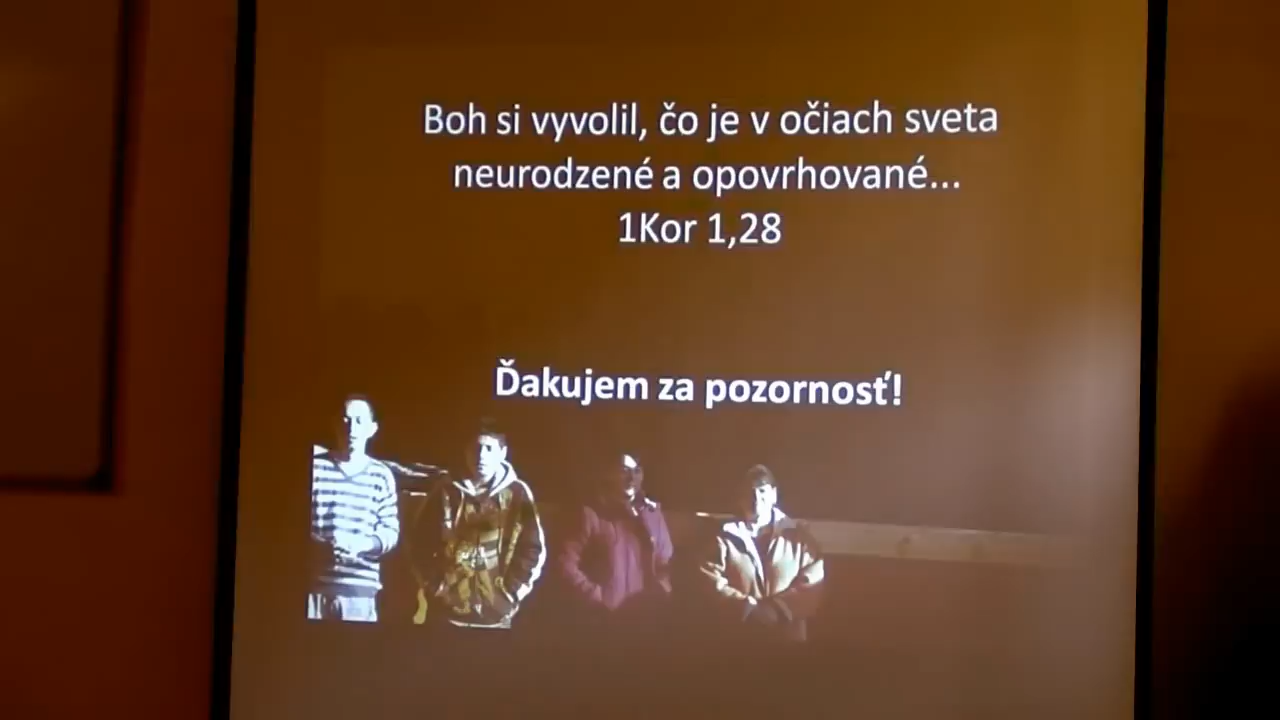 Boh si vyvolil, čo je v očiach sveta
neurodzené a opovrhované...
1Kor 1,28
Ďakujem za pozornosť!